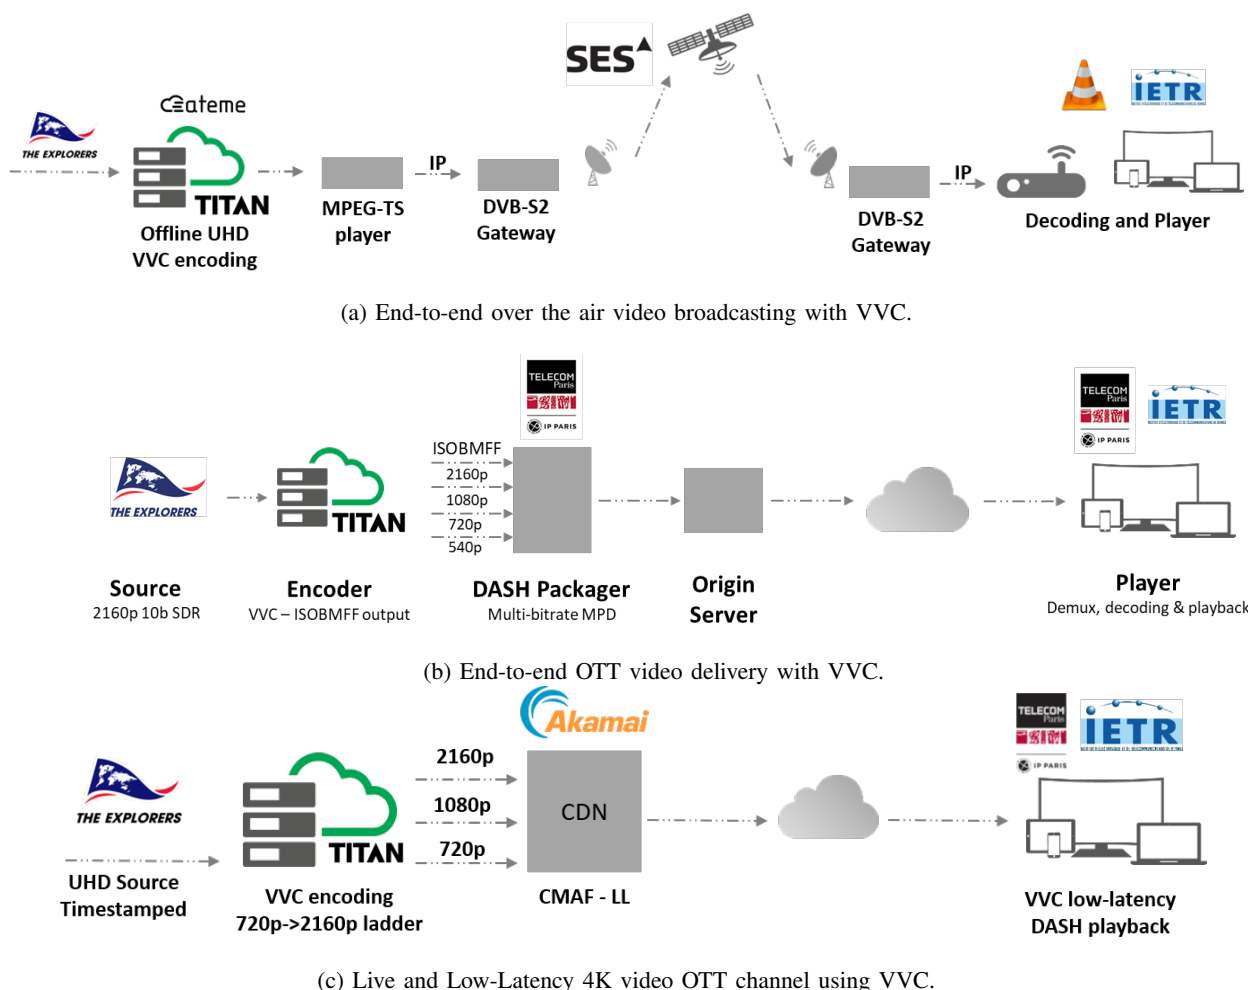 SES
ateme
iETR
THE EXPLORERS
TITAN
IP
IP
MPEG-TS
player
DVB-S2
Gateway
DVB-S2
Gateway
Decoding and Player
Offline UHD
VVC encoding
(a) End-to-end over the air video broadcasting with VVC.
TELECOM
Paris
IP PARIS
TELECOM
Paris
IP PARIS
iETR
ISOBMFF
2160p
1080p
720p
540p
THE EXPLORERS
TITAN
Source
2160p 10b SDR
Encoder
VVC – ISOBMFF output
DASH Packager
Multi-bitrate MPD
Origin
Server
Player
Demux, decoding & playback
(b) End-to-end OTT video delivery with VVC.
Akamai
TELECOM
Paris
IP PARIS
iETR
THE EXPLORERS
TITAN
2160p
1080p
720p
CDN
UHD Source
Timestamped
VVC encoding
720p->2160p ladder
CMAF - LL
VVC low-latency
DASH playback
(c) Live and Low-Latency 4K video OTT channel using VVC.